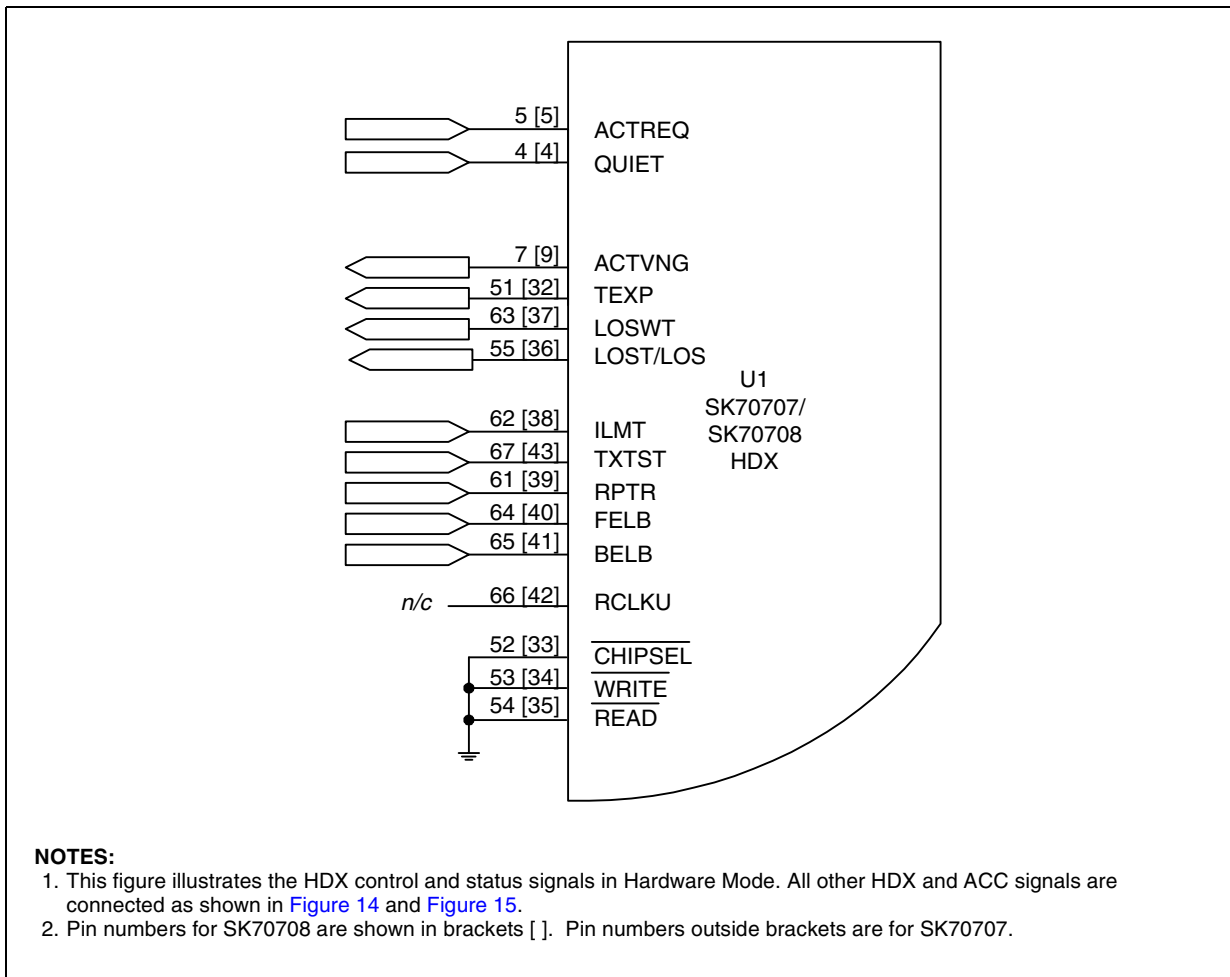 5 [5] ACTREQ
4 [4] QUIET
7 [9] ACTVNG
51 [32] TEXP
63 [37] LOSWT
55 [36] LOST/LOS
U1
SK70707/
SK70708
HDX
62 [38] ILMT
67 [43] TXTST
61 [39] RPTR
64 [40] FELB
65 [41] BELB
n/c 66 [42] RCLKU
52 [33] CHIPSEL
53 [34] WRITE
54 [35] READ
NOTES:
1. This figure illustrates the HDX control and status signals in Hardware Mode. All other HDX and ACC signals are
connected as shown in Figure 14 and Figure 15.
2. Pin numbers for SK70708 are shown in brackets [ ]. Pin numbers outside brackets are for SK70707.